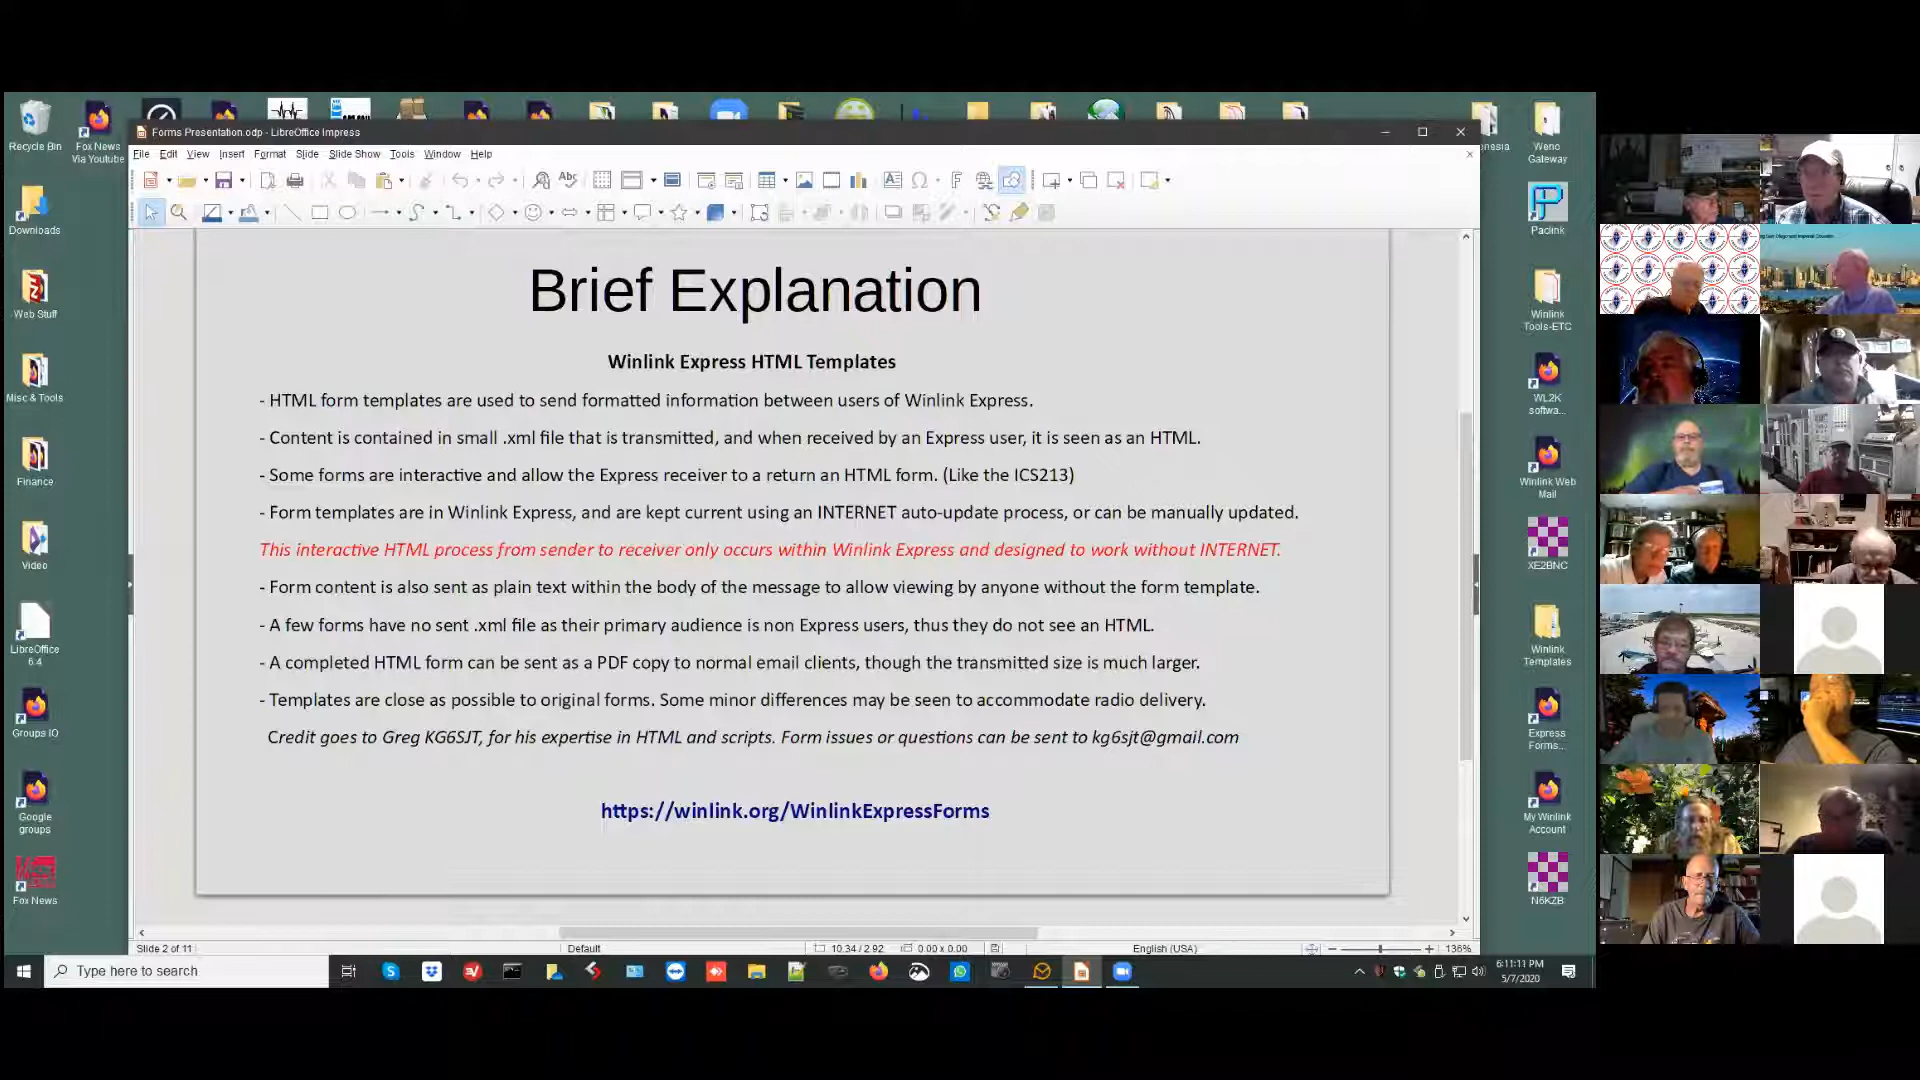 Forms Presentation.odp - LibreOffice Impress
File Edit View Insert Format Slide Slide Show Tools Window Help
Brief Explanation
Winlink Express HTML Templates
- HTML form templates are used to send formatted information between users of Winlink Express.
- Content is contained in small .xml file that is transmitted, and when received by an Express user, it is seen as an HTML.
- Some forms are interactive and allow the Express receiver to a return an HTML form. (Like the ICS213)
- Form templates are in Winlink Express, and are kept current using an INTERNET auto-update process, or can be manually updated.
This interactive HTML process from sender to receiver only occurs within Winlink Express and designed to work without INTERNET.
- Form content is also sent as plain text within the body of the message to allow viewing by anyone without the form template.
- A few forms have no sent .xml file as their primary audience is non Express users, thus they do not see an HTML.
- A completed HTML form can be sent as a PDF copy to normal email clients, though the transmitted size is much larger.
- Templates are close as possible to original forms. Some minor differences may be seen to accommodate radio delivery.
Credit goes to Greg KG6SJT, for his expertise in HTML and scripts. Form issues or questions can be sent to kg6sjt@gmail.com
https://winlink.org/WinlinkExpressForms
Slide 2 of 11
Default
10.34 / 2.92
0.00 x 0.00
English (USA)
136%
Recycle Bin
Fox News
Via Youtube
Downloads
Web Stuff
Misc & Tools
Finance
Video
LibreOffice
6.4
Groups IO
Google
groups
Fox News
Weno
Gateway
Paclink
Winlink
Tools-ETC
WL2K
softwa...
Winlink Web
Mail
XE2BNC
Winlink
Templates
Express
Forms...
My Winlink
Account
N6KZB
Type here to search
6:11:11 PM
5/7/2020